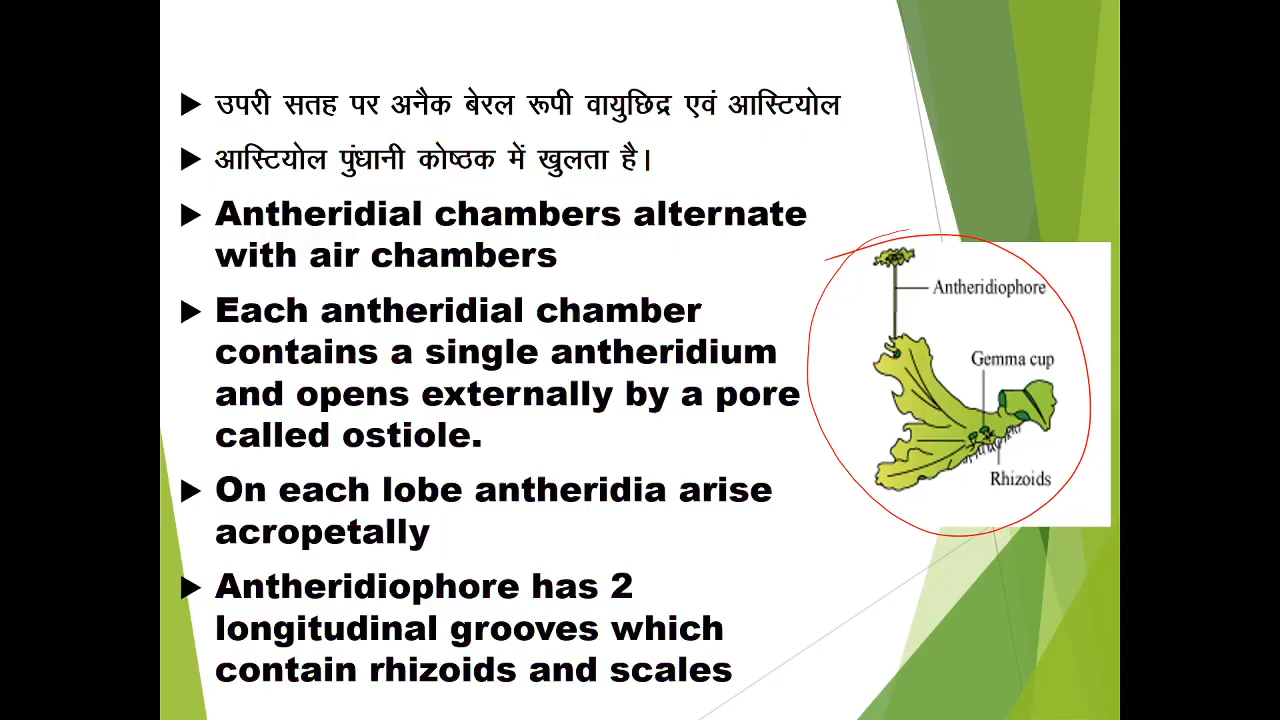 उपरी सतह पर अनैक बेरल रूपी वायुछिद्र एवं आस्टियोल
आस्टियोल पुंधानी कोष्ठक में खुलता है।
Antheridial chambers alternate
with air chambers
Each antheridial chamber
contains a single antheridium
and opens externally by a pore
called ostiole.
On each lobe antheridia arise
acropetally
Antheridiophore has 2
longitudinal grooves which
contain rhizoids and scales
Antheridiophore
Gemma cup
Rhizoids